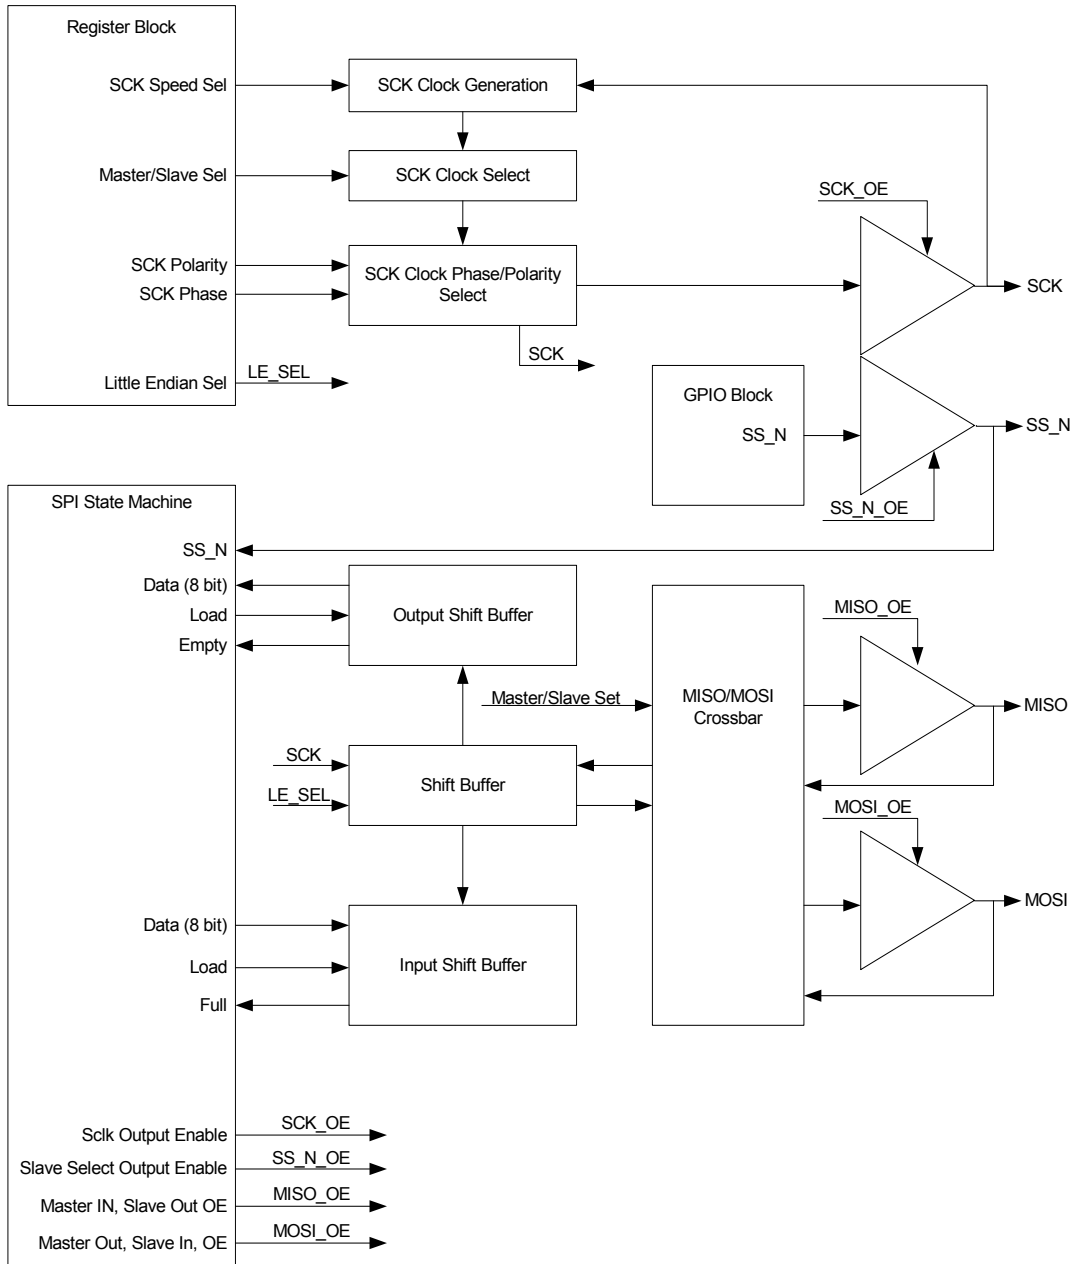 Register Block
SCK Speed Sel
SCK Clock Generation
Master/Slave Sel
SCK Clock Select
SCK_OE
SCK Polarity
SCK Phase
SCK Clock Phase/Polarity
Select
SCK
SCK
Little Endian Sel
LE_SEL
GPIO Block
SS_N
SS_N
SS_N_OE
SPI State Machine
SS_N
Data (8 bit)
Load
Empty
Output Shift Buffer
MISO_OE
Master/Slave Set
MISO/MOSI
Crossbar
MISO
SCK
LE_SEL
Shift Buffer
MOSI_OE
MOSI
Data (8 bit)
Load
Full
Input Shift Buffer
Sclk Output Enable
SCK_OE
Slave Select Output Enable
SS_N_OE
Master IN, Slave Out OE
MISO_OE
Master Out, Slave In, OE
MOSI_OE